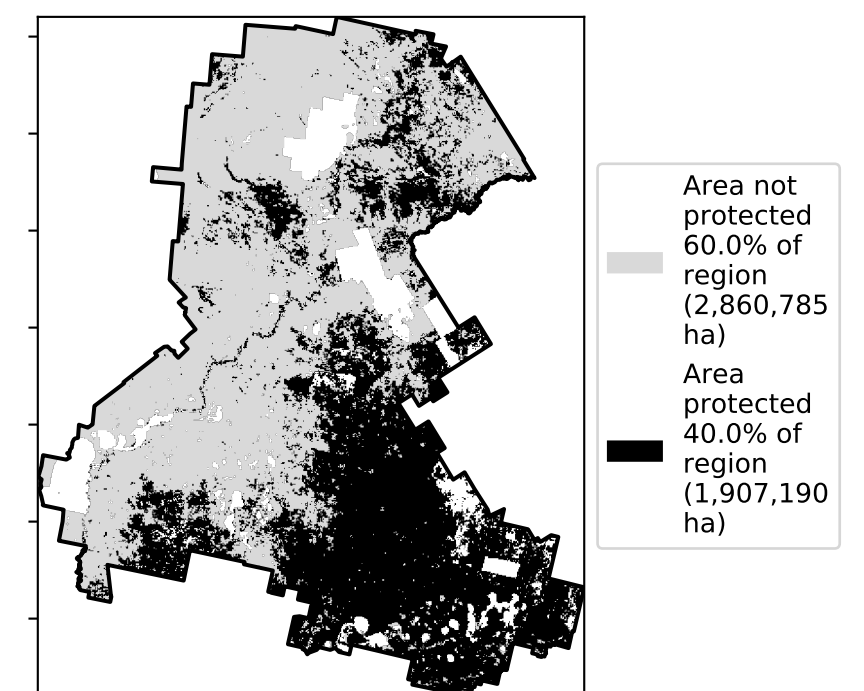 Area not
protected
60.0% of
region
(2,860,785
ha)
Area
protected
40.0% of
region
(1,907,190
ha)